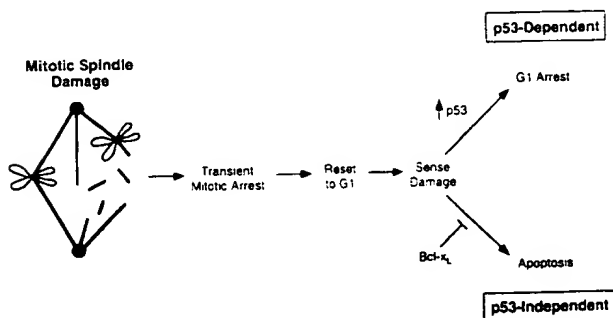 p53-Dependent
Mitotic Spindle
Damage
G1 Arrest
p53
Transient
Mitotic Arrest
Reset
to G1
Sense
Damage
Bcl-xL
Apoptosis
p53-Independent